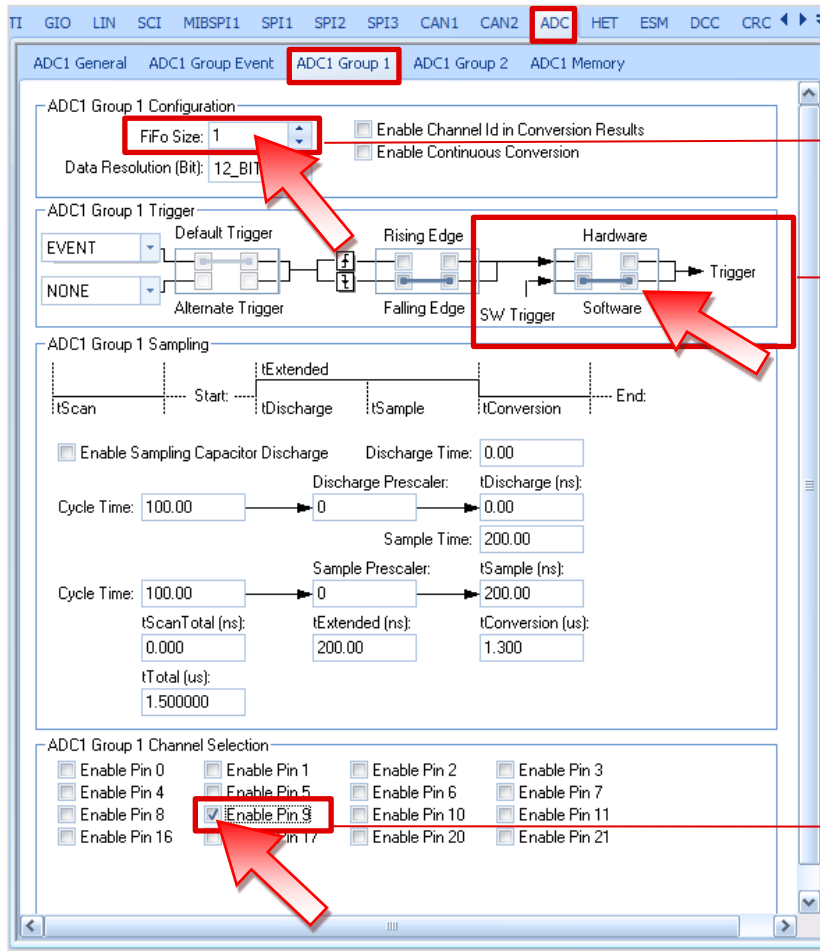 TI GIO LIN SCI MIBSPI1 SPI1 SPI2 SPI3 CAN1 CAN2 ADC HET ESM DCC CRC
ADC1 General ADC1 Group Event ADC1 Group 1 ADC1 Group 2 ADC1 Memory
ADC1 Group 1 Configuration
FiFo Size: 1
Enable Channel Id in Conversion Results
Enable Continuous Conversion
Data Resolution (Bit): 12_BIT
ADC1 Group 1 Trigger
Default Trigger Rising Edge Hardware
EVENT
Trigger
NONE
Alternate Trigger Falling Edge SW Trigger Software
ADC1 Group 1 Sampling
tExtended
Start: End:
tScan tDischarge tSample tConversion
Enable Sampling Capacitor Discharge Discharge Time: 0.00
Discharge Prescaler: tDischarge (ns):
Cycle Time: 100.00 0 0.00
Sample Time: 200.00
Sample Prescaler: tSample (ns):
Cycle Time: 100.00 0 200.00
tScanTotal (ns): tExtended (ns): tConversion (us):
0.000 200.00 1.300
tTotal (us):
1.500000
ADC1 Group 1 Channel Selection
Enable Pin 0 Enable Pin 1 Enable Pin 2 Enable Pin 3
Enable Pin 4 Enable Pin 5 Enable Pin 6 Enable Pin 7
Enable Pin 8 Enable Pin 9 Enable Pin 10 Enable Pin 11
Enable Pin 16 Pin 17 Enable Pin 20 Enable Pin 21